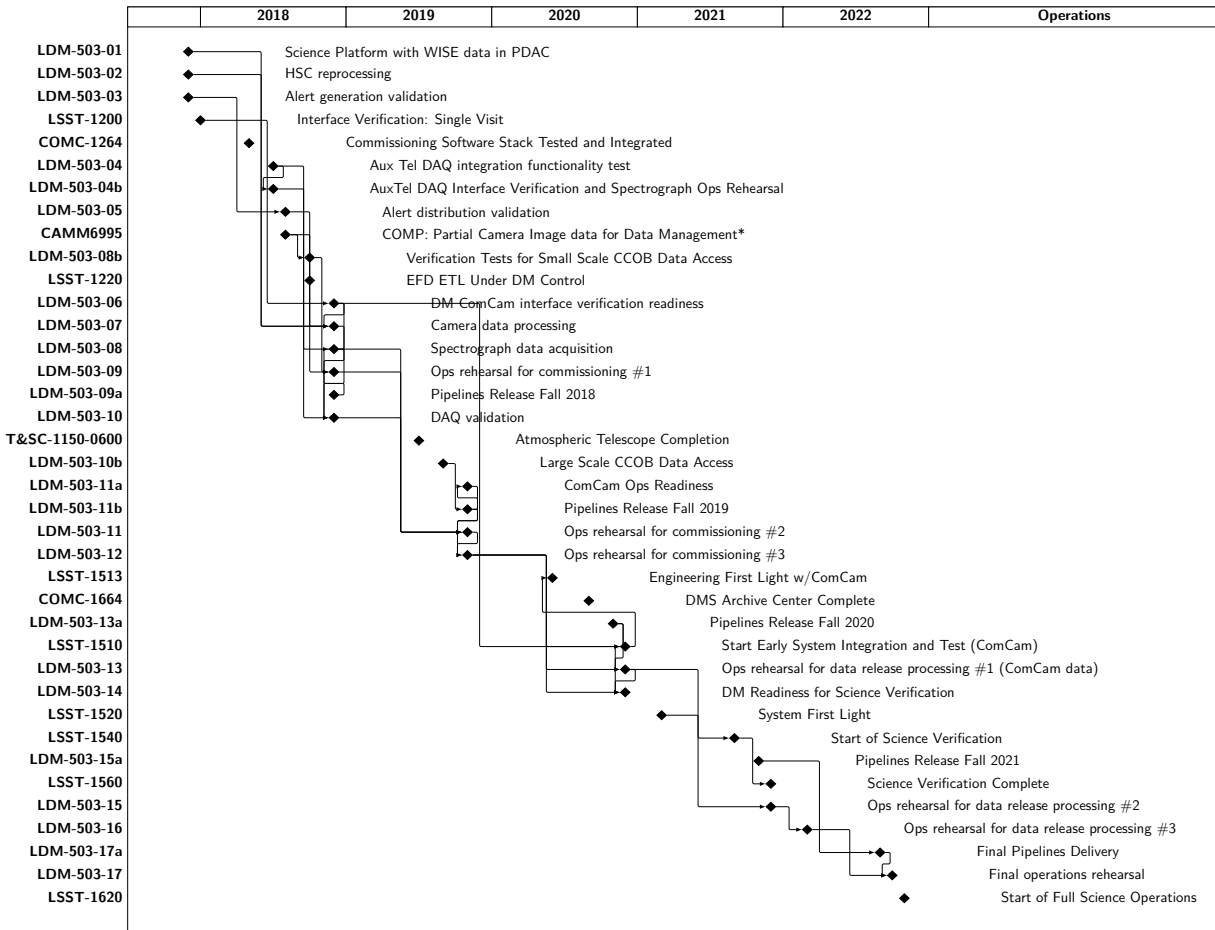 2018 2019 2020 2021 2022 Operations
LDM-503-01 Science Platform with WISE data in PDAC
LDM-503-02 HSC reprocessing
LDM-503-03 Alert generation validation
LSST-1200 Interface Verification: Single Visit
COMC-1264 Commissioning Software Stack Tested and Integrated
LDM-503-04 Aux Tel DAQ integration functionality test
LDM-503-04b AuxTel DAQ Interface Verification and Spectrograph Ops Rehearsal
LDM-503-05 Alert distribution validation
CAMM6995 COMP: Partial Camera Image data for Data Management*
LDM-503-08b Verification Tests for Small Scale CCOB Data Access
LSST-1220 EFD ETL Under DM Control
LDM-503-06 DM ComCam interface verification readiness
LDM-503-07 Camera data processing
LDM-503-08 Spectrograph data acquisition
LDM-503-09 Ops rehearsal for commissioning #1
LDM-503-09a Pipelines Release Fall 2018
LDM-503-10 DAQ validation
T&SC-1150-0600 Atmospheric Telescope Completion
LDM-503-10b Large Scale CCOB Data Access
LDM-503-11a ComCam Ops Readiness
LDM-503-11b Pipelines Release Fall 2019
LDM-503-11 Ops rehearsal for commissioning #2
LDM-503-12 Ops rehearsal for commissioning #3
LSST-1513 Engineering First Light w/ComCam
COMC-1664 DMS Archive Center Complete
LDM-503-13a Pipelines Release Fall 2020
LSST-1510 Start Early System Integration and Test (ComCam)
LDM-503-13 Ops rehearsal for data release processing #1 (ComCam data)
LDM-503-14 DM Readiness for Science Verification
LSST-1520 System First Light
LSST-1540 Start of Science Verification
LDM-503-15a Pipelines Release Fall 2021
LSST-1560 Science Verification Complete
LDM-503-15 Ops rehearsal for data release processing #2
LDM-503-16 Ops rehearsal for data release processing #3
LDM-503-17a Final Pipelines Delivery
LDM-503-17 Final operations rehearsal
LSST-1620 Start of Full Science Operations